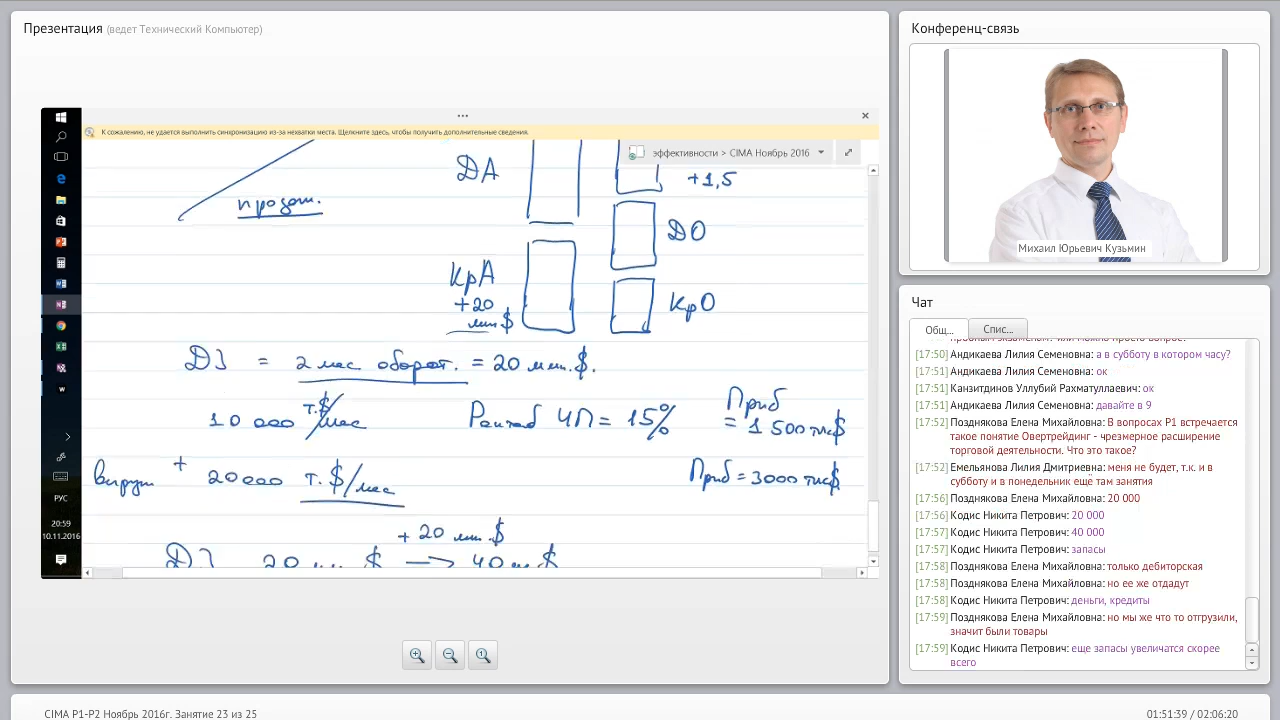 Презентация (ведет Технический Компьютер)
К сожалению, не удается выполнить синхронизацию из-за нехватки места. Щелкните здесь, чтобы получить дополнительные сведения.
эффективности > CIMA Ноябрь 2016
ДА
+1,5
продаж.
ДО
КрА
+20
млн $
КрО
ДЗ = 2 мес оборот. = 20 млн. $.
10 000 т.$/мес
Рентаб ЧП = 15%
Приб = 1 500 тыс $
выручк + 20000 т.$/мес
Приб = 3000 тыс $
+ 20 млн $
ДЗ 20 $ → 40 $
РУС
20:59
10.11.2016
Конференц-связь
Михаил Юрьевич Кузьмин
Чат
Общ...
Спис...
[17:50] Андикаева Лилия Семеновна: а в субботу в котором часу?
[17:51] Андикаева Лилия Семеновна: ок
[17:51] Канзитдинов Уллубий Рахматуллаевич: ок
[17:51] Андикаева Лилия Семеновна: давайте в 9
[17:52] Позднякова Елена Михайловна: В вопросах P1 встречается
такое понятие Овертрейдинг - чрезмерное расширение
торговой деятельности. Что это такое?
[17:52] Емельянова Лилия Дмитриевна: меня не будет, т.к. и в
субботу и в понедельник ещё там занятия
[17:56] Позднякова Елена Михайловна: 20 000
[17:56] Кодис Никита Петрович: 20 000
[17:57] Кодис Никита Петрович: 40 000
[17:57] Кодис Никита Петрович: запасы
[17:58] Позднякова Елена Михайловна: только дебиторская
[17:58] Позднякова Елена Михайловна: но ее же отдадут
[17:58] Кодис Никита Петрович: деньги, кредиты
[17:59] Позднякова Елена Михайловна: но мы же что то отгрузили,
значит были товары
[17:59] Кодис Никита Петрович: еще запасы увеличатся скорее
всего
CIMA P1-P2 Ноябрь 2016г. Занятие 23 из 25
01:51:39 / 02:06:20